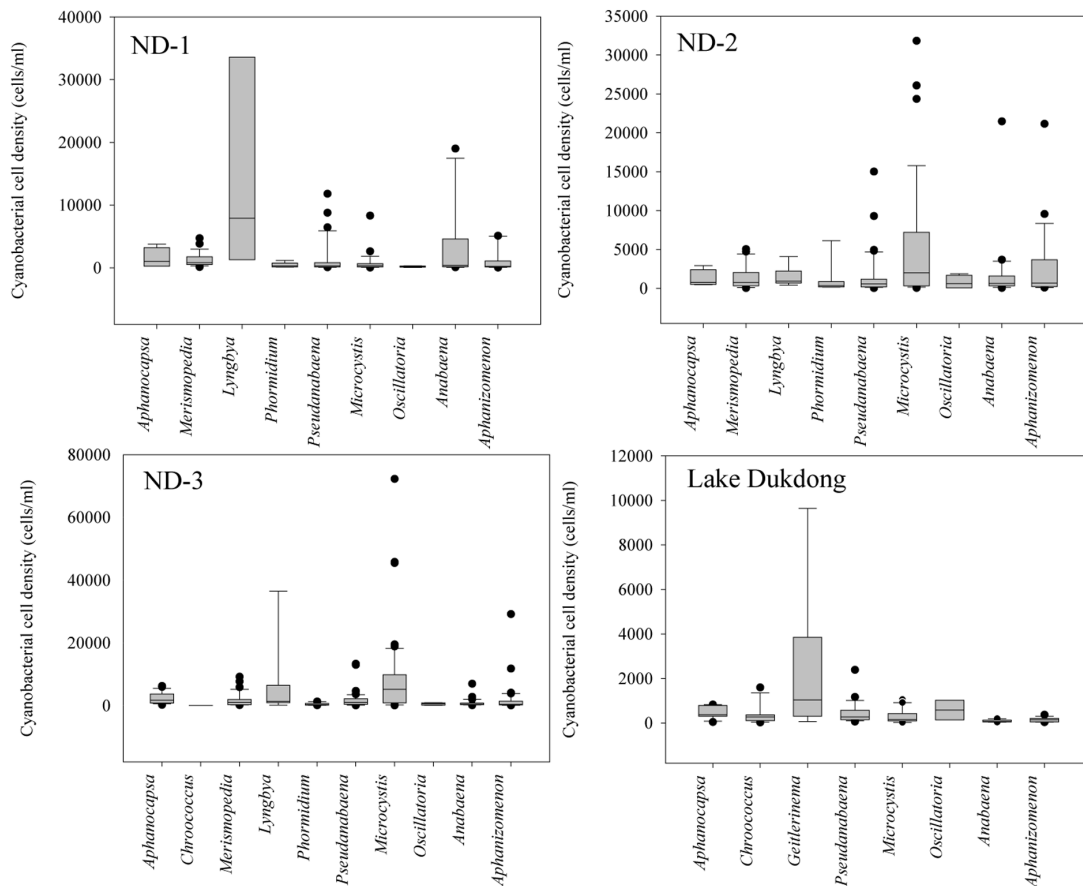 ND-1
Cyanobacterial cell density (cells/ml)
40000
30000
20000
10000
0
Aphanocapsa
Merismopedia
Lyngbya
Phormidium
Pseudanabaena
Microcystis
Oscillatoria
Anabaena
Aphanizomenon
ND-2
Cyanobacterial cell density (cells/ml)
35000
30000
25000
20000
15000
10000
5000
0
Aphanocapsa
Merismopedia
Lyngbya
Phormidium
Pseudanabaena
Microcystis
Oscillatoria
Anabaena
Aphanizomenon
ND-3
Cyanobacterial cell density (cells/ml)
80000
60000
40000
20000
0
Aphanocapsa
Chroococcus
Merismopedia
Lyngbya
Phormidium
Pseudanabaena
Microcystis
Oscillatoria
Anabaena
Aphanizomenon
Lake Dukdong
Cyanobacterial cell density (cells/ml)
12000
10000
8000
6000
4000
2000
0
Aphanocapsa
Chroococcus
Geitlerinema
Pseudanabaena
Microcystis
Oscillatoria
Anabaena
Aphanizomenon